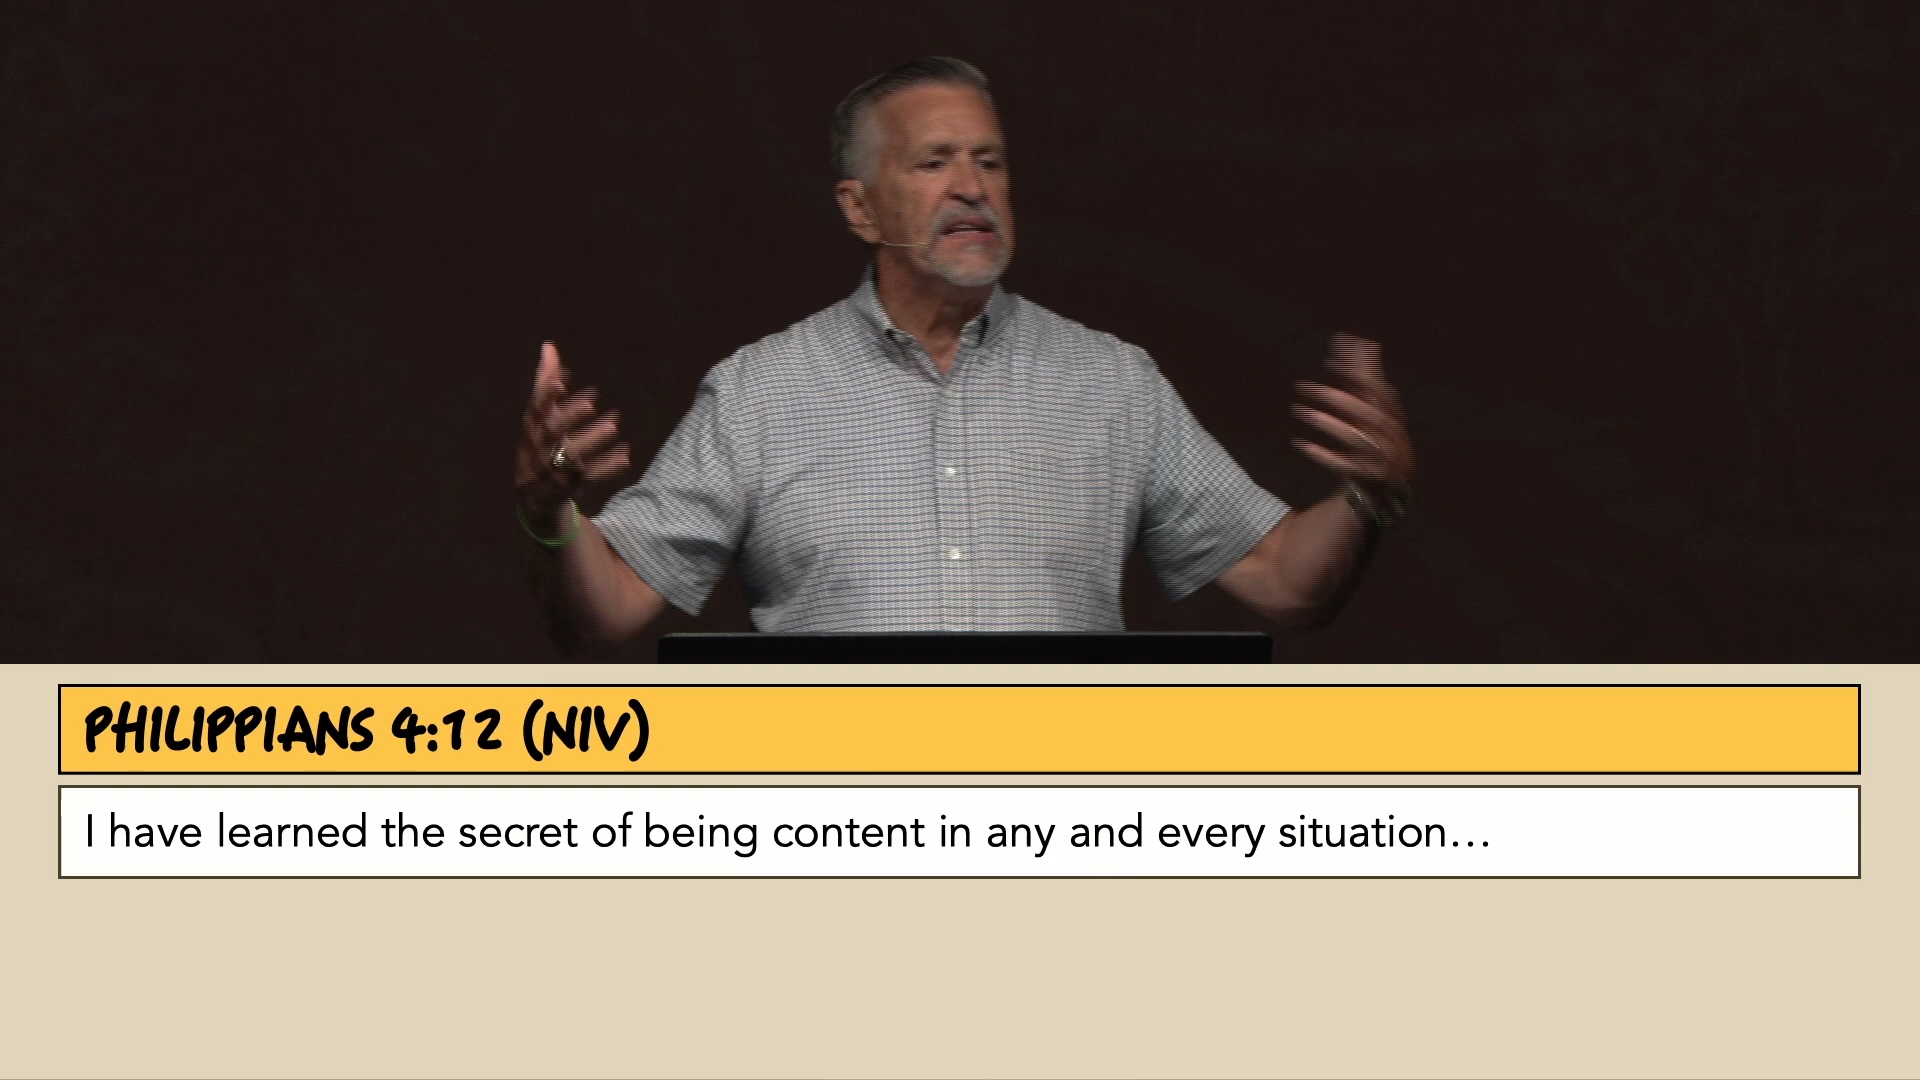 PHILIPPIANS 4:12 (NIV)
I have learned the secret of being content in any and every situation…